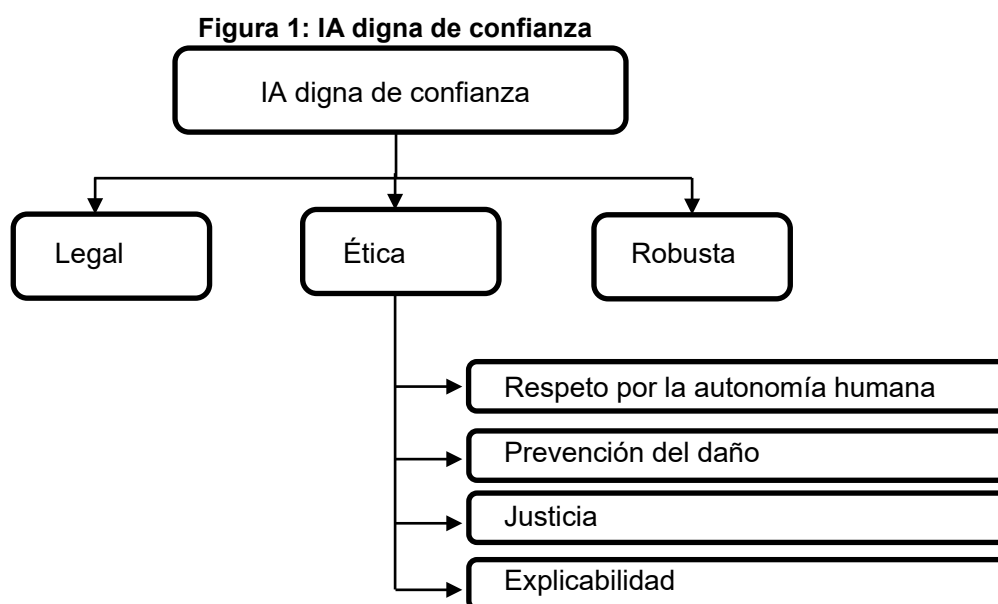 Figura 1: IA digna de confianza
IA digna de confianza
Legal
Ética
Robusta
Respeto por la autonomía humana
Prevención del daño
Justicia
Explicabilidad